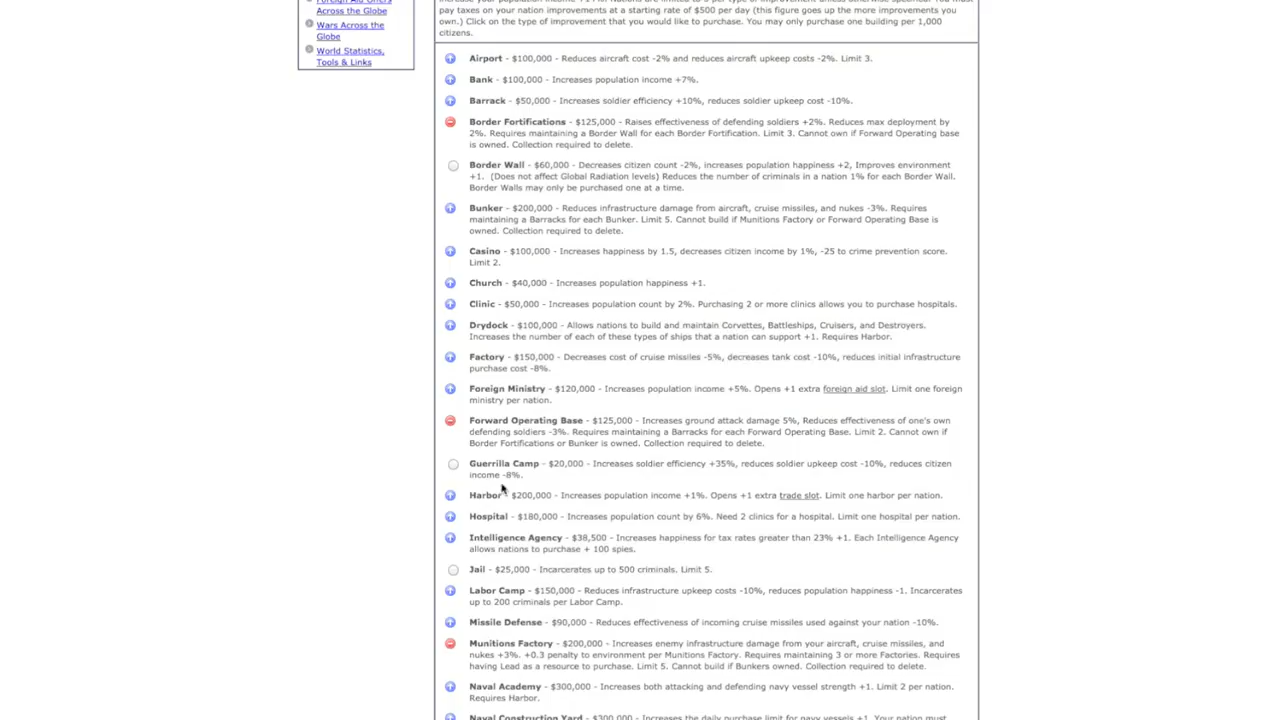 Foreign Aid Offers
Across the Globe
Wars Across the
Globe
World Statistics,
Tools & Links
pay taxes on your nation improvements at a starting rate of $500 per day (this figure goes up the more improvements you
own.) Click on the type of improvement that you would like to purchase. You may only purchase one building per 1,000
citizens.
Airport - $100,000 - Reduces aircraft cost -2% and reduces aircraft upkeep costs -2%. Limit 3.
Bank - $100,000 - Increases population income +7%.
Barrack - $50,000 - Increases soldier efficiency +10%, reduces soldier upkeep cost -10%.
Border Fortifications - $125,000 - Raises effectiveness of defending soldiers +2%. Reduces max deployment by
2%. Requires maintaining a Border Wall for each Border Fortification. Limit 3. Cannot own if Forward Operating base
is owned. Collection required to delete.
Border Wall - $60,000 - Decreases citizen count -2%, increases population happiness +2, Improves environment
+1. (Does not affect Global Radiation levels) Reduces the number of criminals in a nation 1% for each Border Wall.
Border Walls may only be purchased one at a time.
Bunker - $200,000 - Reduces infrastructure damage from aircraft, cruise missiles, and nukes -3%. Requires
maintaining a Barracks for each Bunker. Limit 5. Cannot build if Munitions Factory or Forward Operating Base is
owned. Collection required to delete.
Casino - $100,000 - Increases happiness by 1.5, decreases citizen income by 1%, -25 to crime prevention score.
Limit 2.
Church - $40,000 - Increases population happiness +1.
Clinic - $50,000 - Increases population count by 2%. Purchasing 2 or more clinics allows you to purchase hospitals.
Drydock - $100,000 - Allows nations to build and maintain Corvettes, Battleships, Cruisers, and Destroyers.
Increases the number of each of these types of ships that a nation can support +1. Requires Harbor.
Factory - $150,000 - Decreases cost of cruise missiles -5%, decreases tank cost -10%, reduces initial infrastructure
purchase cost -8%.
Foreign Ministry - $120,000 - Increases population income +5%. Opens +1 extra foreign aid slot. Limit one foreign
ministry per nation.
Forward Operating Base - $125,000 - Increases ground attack damage 5%, Reduces effectiveness of one's own
defending soldiers -3%. Requires maintaining a Barracks for each Forward Operating Base. Limit 2. Cannot own if
Border Fortifications or Bunker is owned. Collection required to delete.
Guerrilla Camp - $20,000 - Increases soldier efficiency +35%, reduces soldier upkeep cost -10%, reduces citizen
income -8%.
Harbor - $200,000 - Increases population income +1%. Opens +1 extra trade slot. Limit one harbor per nation.
Hospital - $180,000 - Increases population count by 6%. Need 2 clinics for a hospital. Limit one hospital per nation.
Intelligence Agency - $38,500 - Increases happiness for tax rates greater than 23% +1. Each Intelligence Agency
allows nations to purchase + 100 spies.
Jail - $25,000 - Incarcerates up to 500 criminals. Limit 5.
Labor Camp - $150,000 - Reduces infrastructure upkeep costs -10%, reduces population happiness -1. Incarcerates
up to 200 criminals per Labor Camp.
Missile Defense - $90,000 - Reduces effectiveness of incoming cruise missiles used against your nation -10%.
Munitions Factory - $200,000 - Increases enemy infrastructure damage from your aircraft, cruise missiles, and
nukes +3%. +0.3 penalty to environment per Munitions Factory. Requires maintaining 3 or more Factories. Requires
having Lead as a resource to purchase. Limit 5. Cannot build if Bunkers owned. Collection required to delete.
Naval Academy - $300,000 - Increases both attacking and defending navy vessel strength +1. Limit 2 per nation.
Requires Harbor.
Naval Construction Yard - $300,000 - Increases the daily purchase limit for navy vessels +1. Your nation must